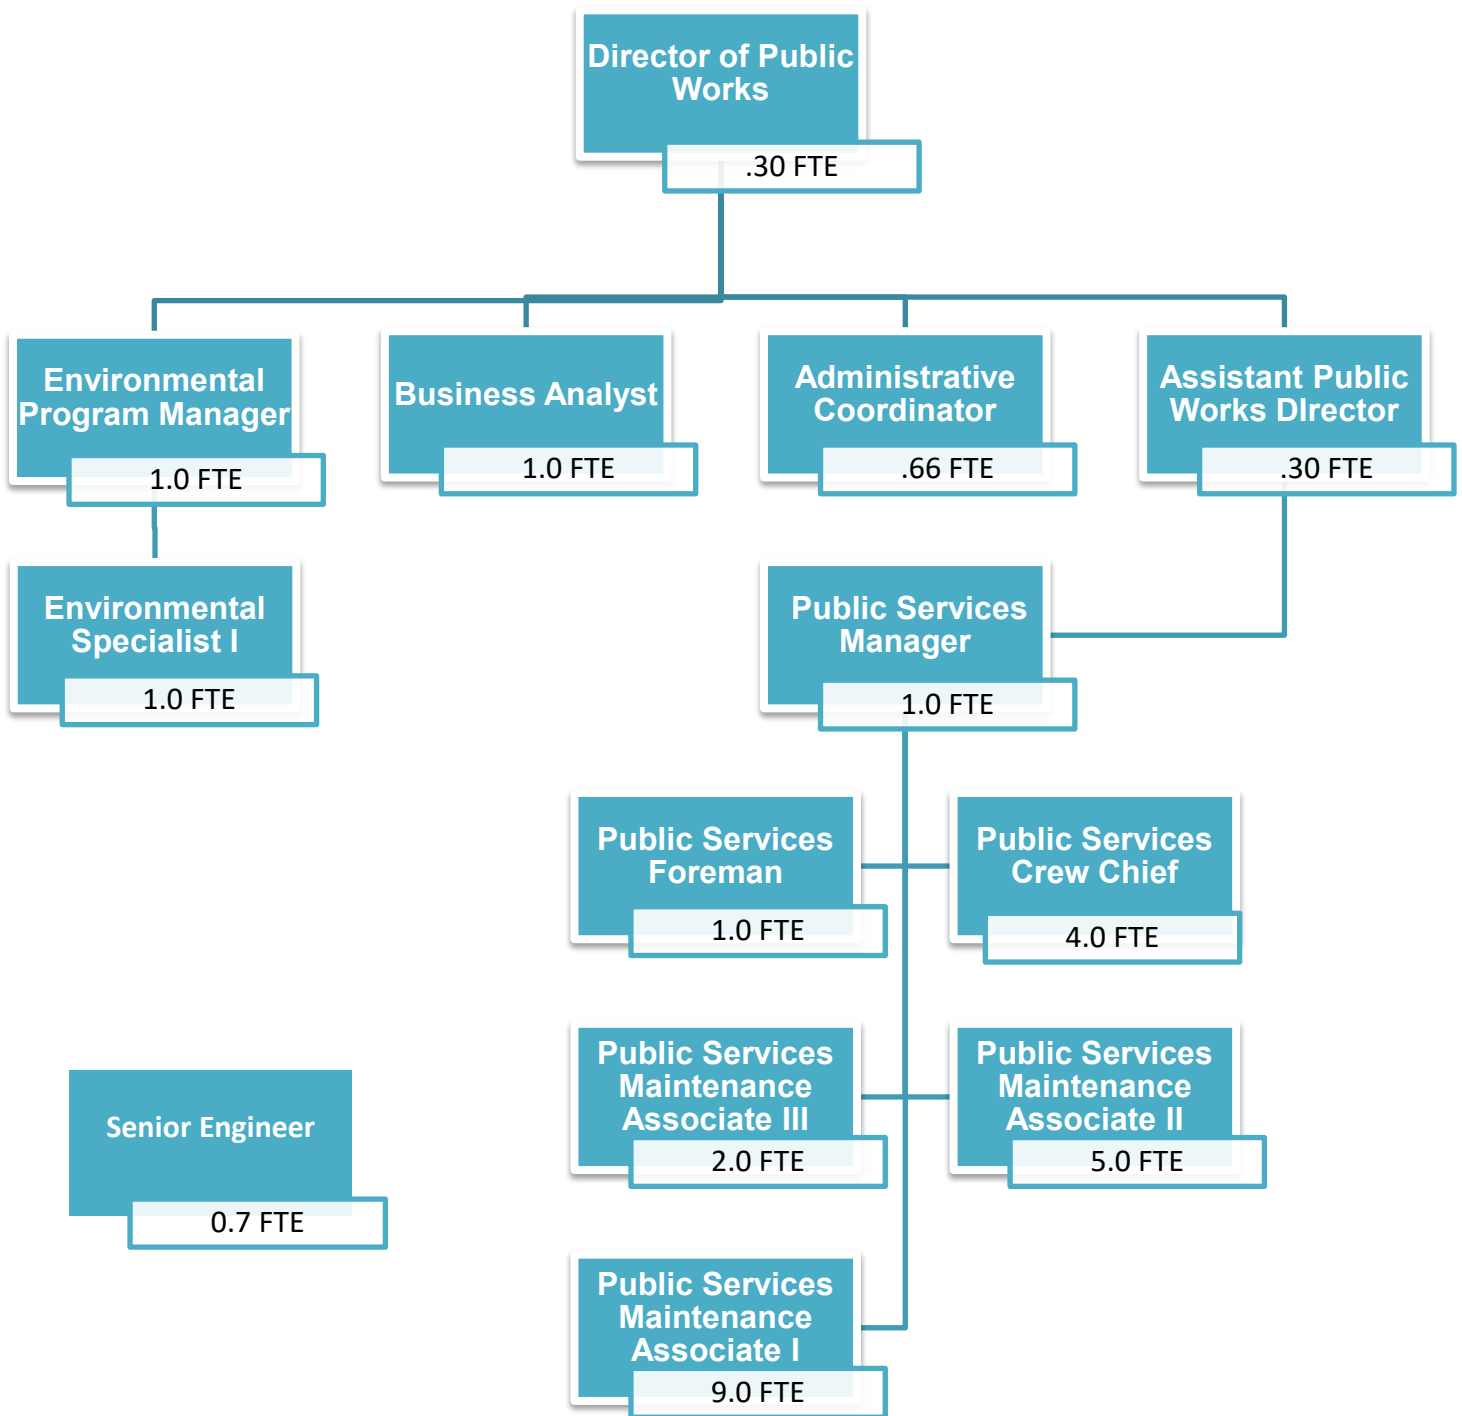 Director of Public
Works
.30 FTE
Environmental
Program Manager
1.0 FTE
Business Analyst
1.0 FTE
Administrative
Coordinator
.66 FTE
Assistant Public
Works DIrector
.30 FTE
Environmental
Specialist I
1.0 FTE
Public Services
Manager
1.0 FTE
Public Services
Foreman
1.0 FTE
Public Services
Crew Chief
4.0 FTE
Public Services
Maintenance
Associate III
2.0 FTE
Public Services
Maintenance
Associate II
5.0 FTE
Senior Engineer
0.7 FTE
Public Services
Maintenance
Associate I
9.0 FTE